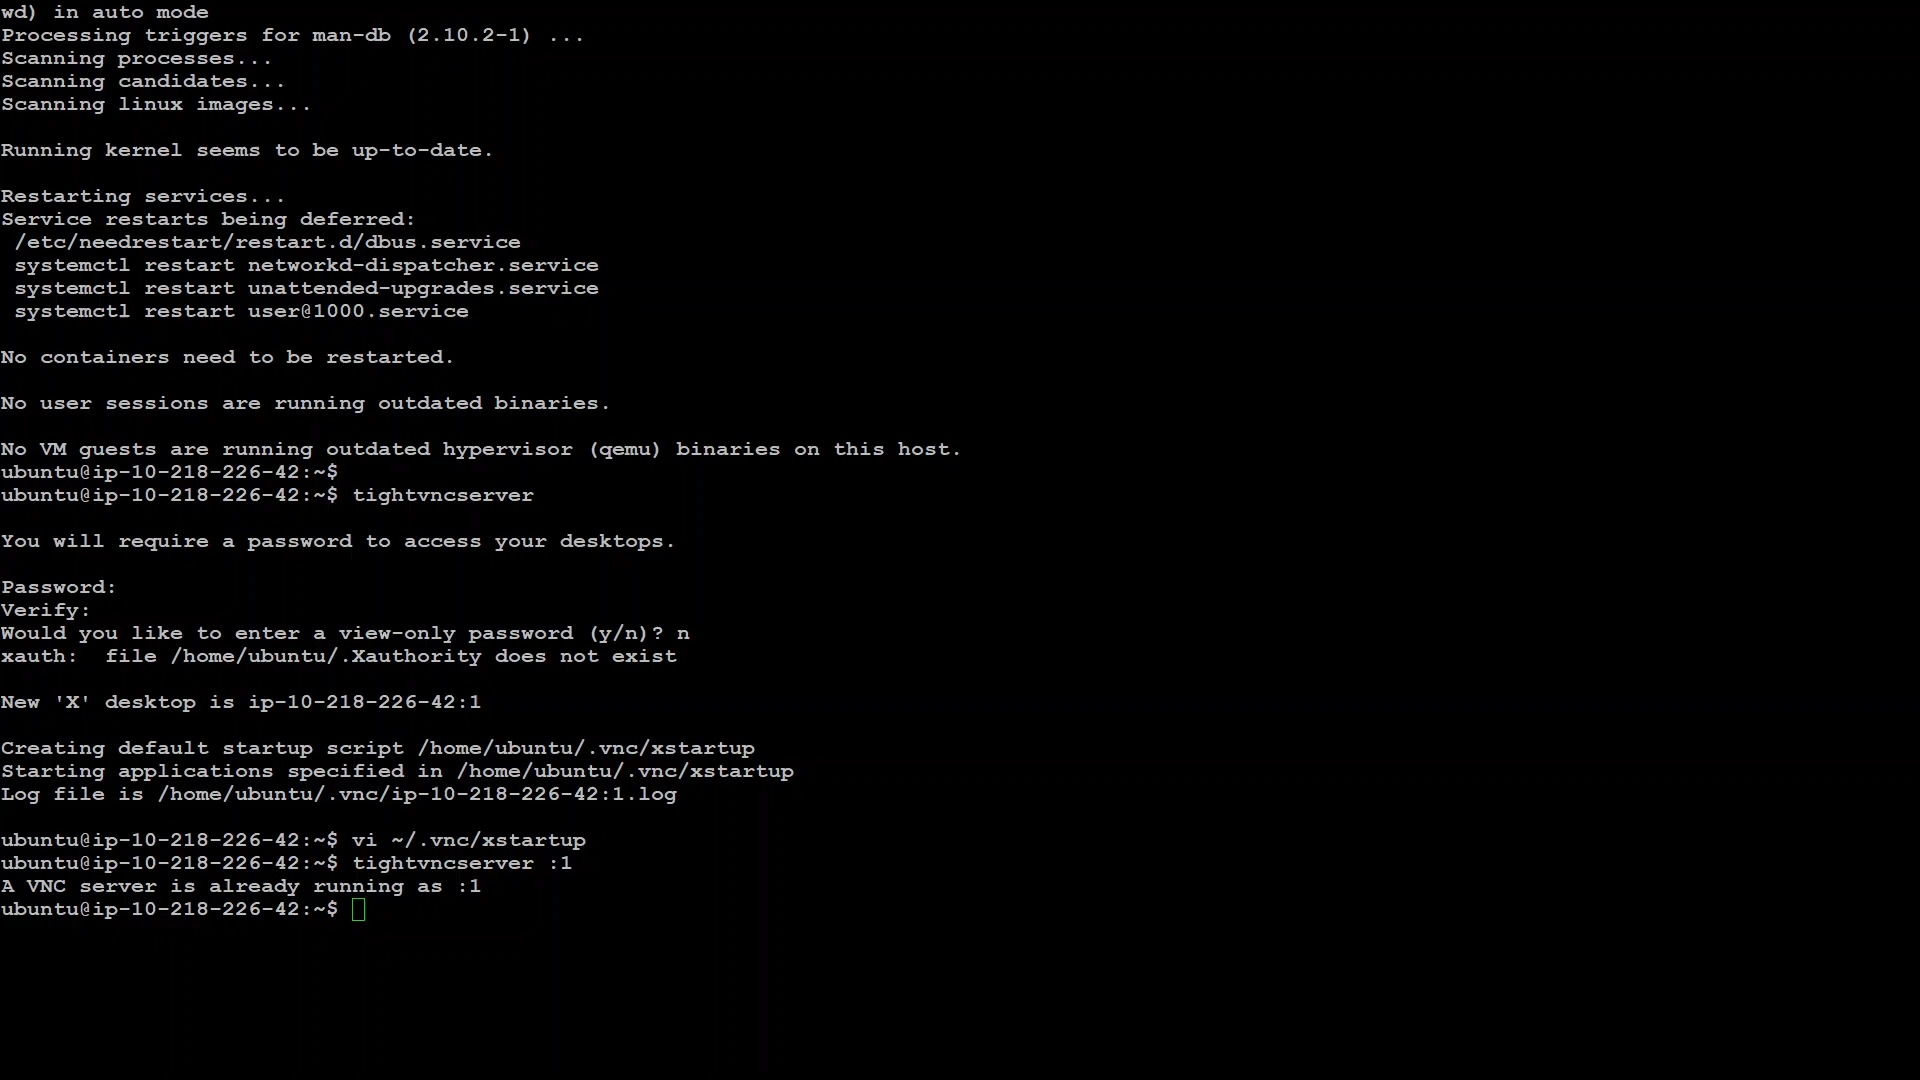 wd) in auto mode
Processing triggers for man-db (2.10.2-1) ...
Scanning processes...
Scanning candidates...
Scanning linux images...
Running kernel seems to be up-to-date.
Restarting services...
Service restarts being deferred:
 /etc/needrestart/restart.d/dbus.service
 systemctl restart networkd-dispatcher.service
 systemctl restart unattended-upgrades.service
 systemctl restart user@1000.service
No containers need to be restarted.
No user sessions are running outdated binaries.
No VM guests are running outdated hypervisor (qemu) binaries on this host.
ubuntu@ip-10-218-226-42:~$
ubuntu@ip-10-218-226-42:~$ tightvncserver
You will require a password to access your desktops.
Password:
Verify:
Would you like to enter a view-only password (y/n)? n
xauth:  file /home/ubuntu/.Xauthority does not exist
New 'X' desktop is ip-10-218-226-42:1
Creating default startup script /home/ubuntu/.vnc/xstartup
Starting applications specified in /home/ubuntu/.vnc/xstartup
Log file is /home/ubuntu/.vnc/ip-10-218-226-42:1.log
ubuntu@ip-10-218-226-42:~$ vi ~/.vnc/xstartup
ubuntu@ip-10-218-226-42:~$ tightvncserver :1
A VNC server is already running as :1
ubuntu@ip-10-218-226-42:~$